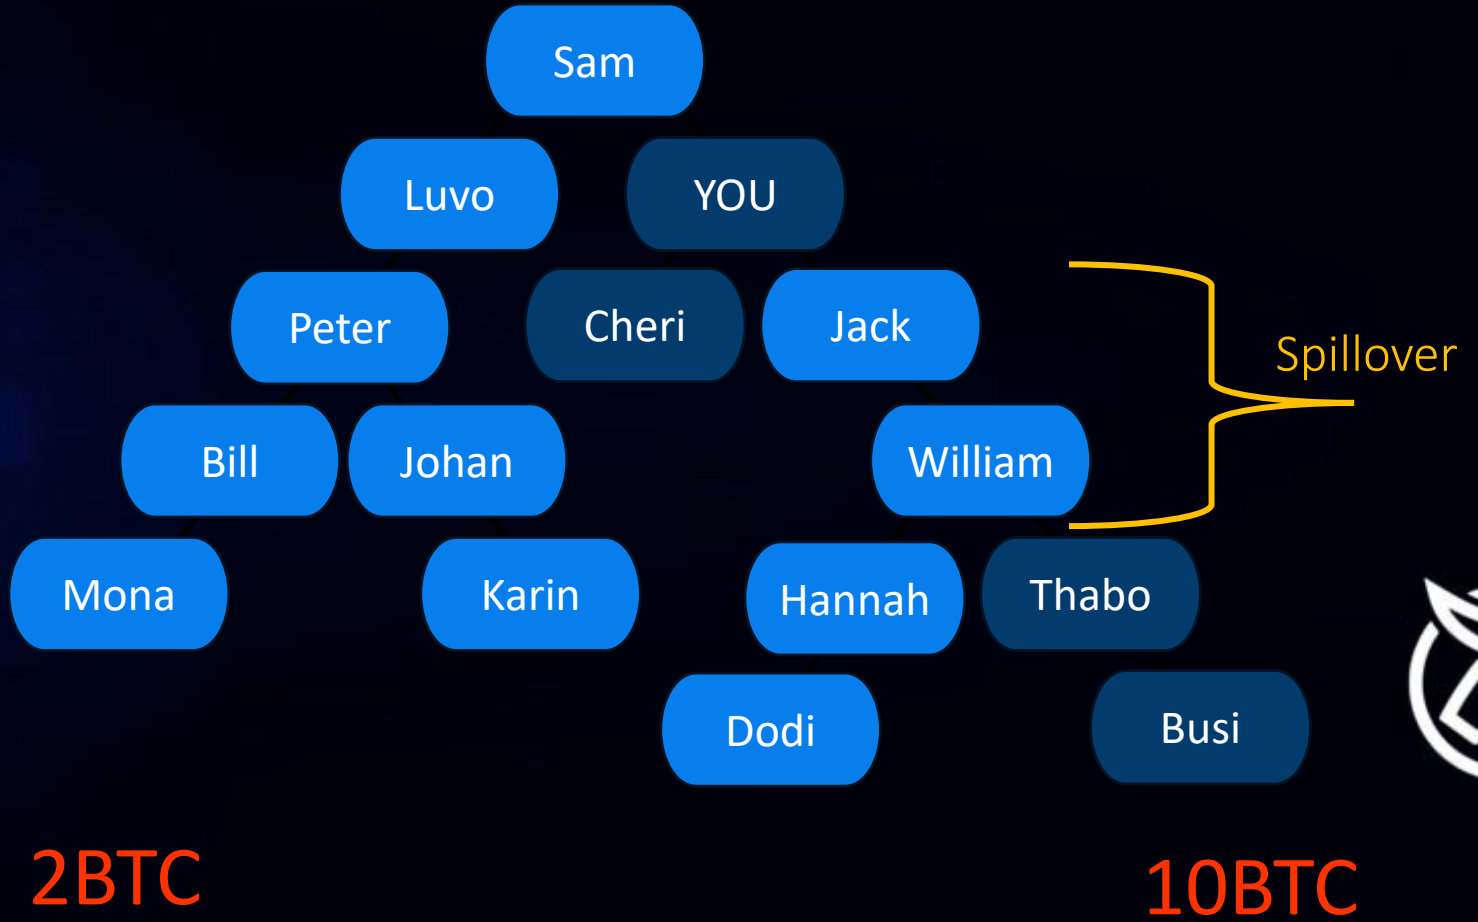 Sam
Luvo
YOU
Peter
Cheri
Jack
Spillover
Bill
Johan
William
Mona
Karin
Hannah
Thabo
Dodi
Busi
2BTC
10BTC